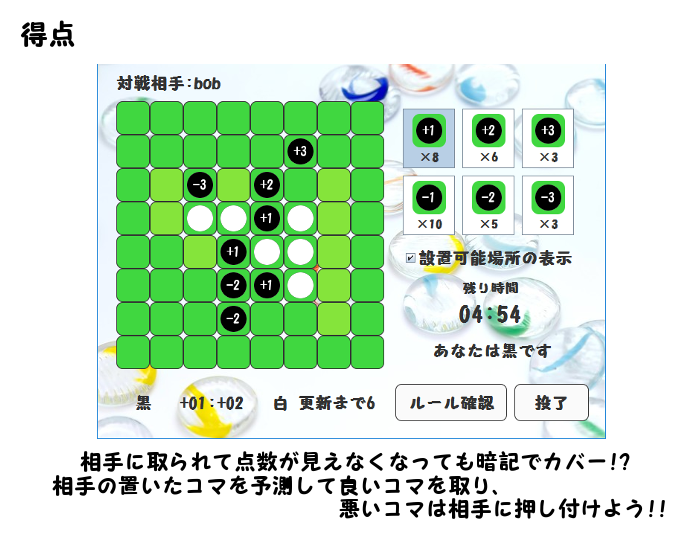 得点
対戦相手:bob
+3
-3
+2
+1
+1
-2
+1
-2
+1
×8
+2
×6
+3
×3
-1
×10
-2
×5
-3
×3
設置可能場所の表示
残り時間
04:54
あなたは黒です
黒 +01:+02 白 更新まで6
ルール確認
投了
相手に取られて点数が見えなくなっても暗記でカバー!?
相手の置いたコマを予測して良いコマを取り、
悪いコマは相手に押し付けよう!!